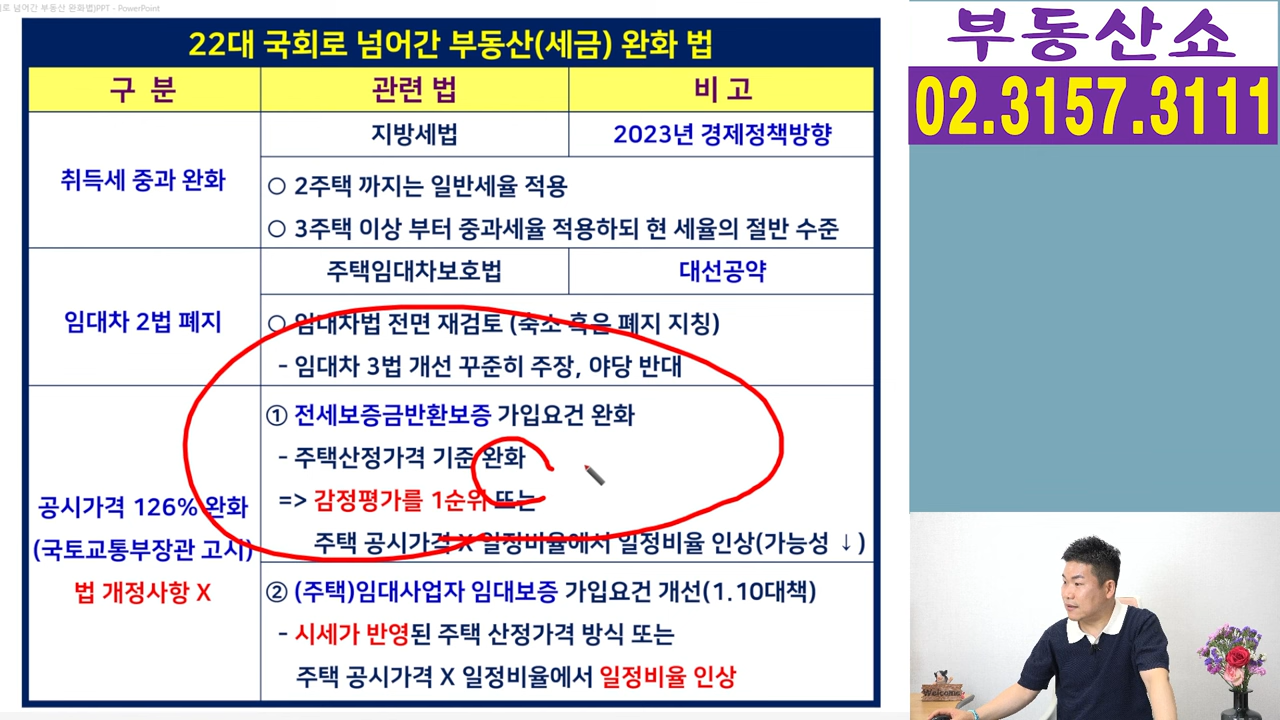 로 넘어간 부동산 완화법)PPT - PowerPoint
22대 국회로 넘어간 부동산(세금) 완화 법
구 분
관련 법
비 고
취득세 중과 완화
지방세법
2023년 경제정책방향
○ 2주택 까지는 일반세율 적용
○ 3주택 이상 부터 중과세율 적용하되 현 세율의 절반 수준
임대차 2법 폐지
주택임대차보호법
대선공약
○ 임대차법 전면 재검토 (축소 혹은 폐지 지칭)
- 임대차 3법 개선 꾸준히 주장, 야당 반대
공시가격 126% 완화
(국토교통부장관 고시)
법 개정사항 X
① 전세보증금반환보증 가입요건 완화
- 주택산정가격 기준 완화
=> 감정평가를 1순위 또는
주택 공시가격 X 일정비율에서 일정비율 인상(가능성 ↓)
② (주택)임대사업자 임대보증 가입요건 개선(1.10대책)
- 시세가 반영된 주택 산정가격 방식 또는
주택 공시가격 X 일정비율에서 일정비율 인상
부동산쇼
02.3157.3111
Welcome